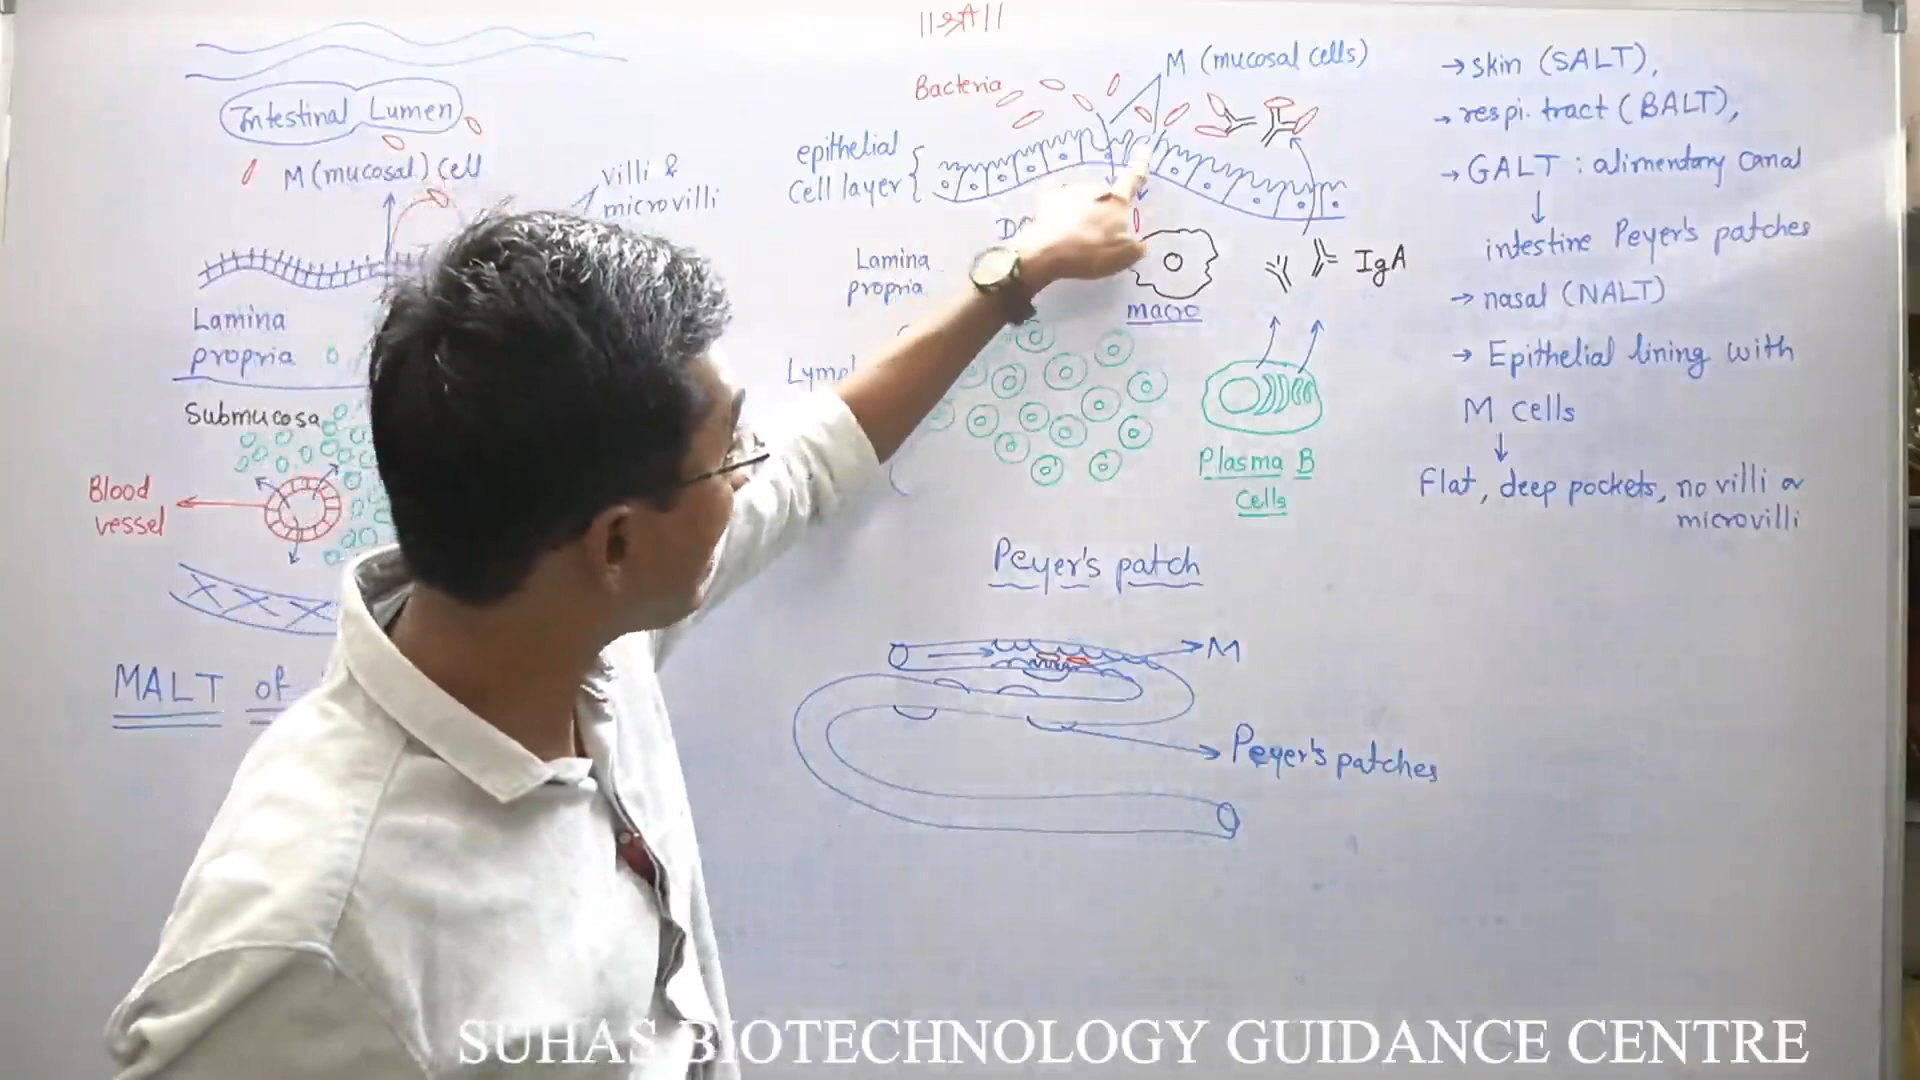 ||श्री||
Intestinal Lumen
M (mucosal) cell
villi &
microvilli
Lamina
propria
Submucosa
Blood
vessel
MALT of
Bacteria
M (mucosal cells)
epithelial
cell layer
Lamina
propria
macro
IgA
Plasma B
cells
Peyer's patch
M
Peyer's patches
→ skin (SALT),
→ respi. tract (BALT),
→ GALT : alimentary canal
↓
intestine Peyer's patches
→ nasal (NALT)
→ Epithelial lining with
M cells
↓
Flat, deep pockets, no villi or
microvilli
SUHAS BIOTECHNOLOGY GUIDANCE CENTRE